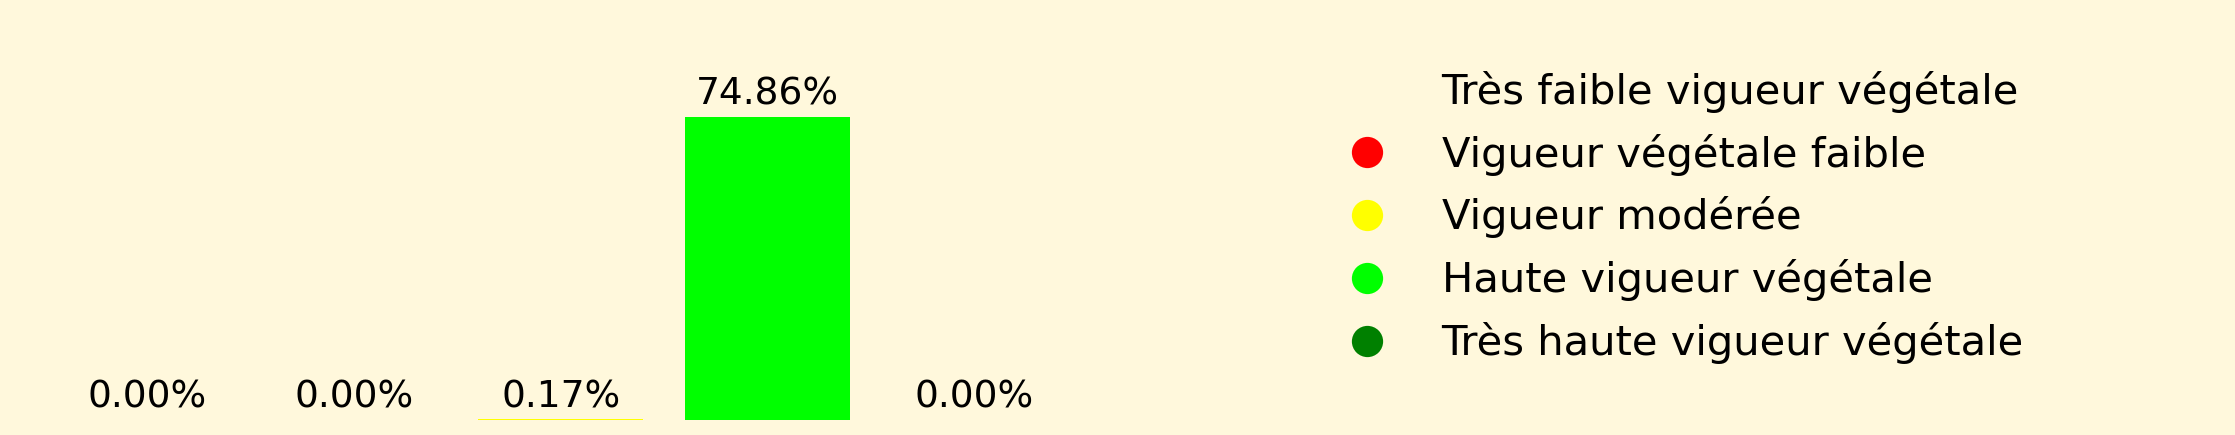 74.86%
0.00%
0.00%
0.17%
0.00%
Très faible vigueur végétale
Vigueur végétale faible
Vigueur modérée
Haute vigueur végétale
Très haute vigueur végétale